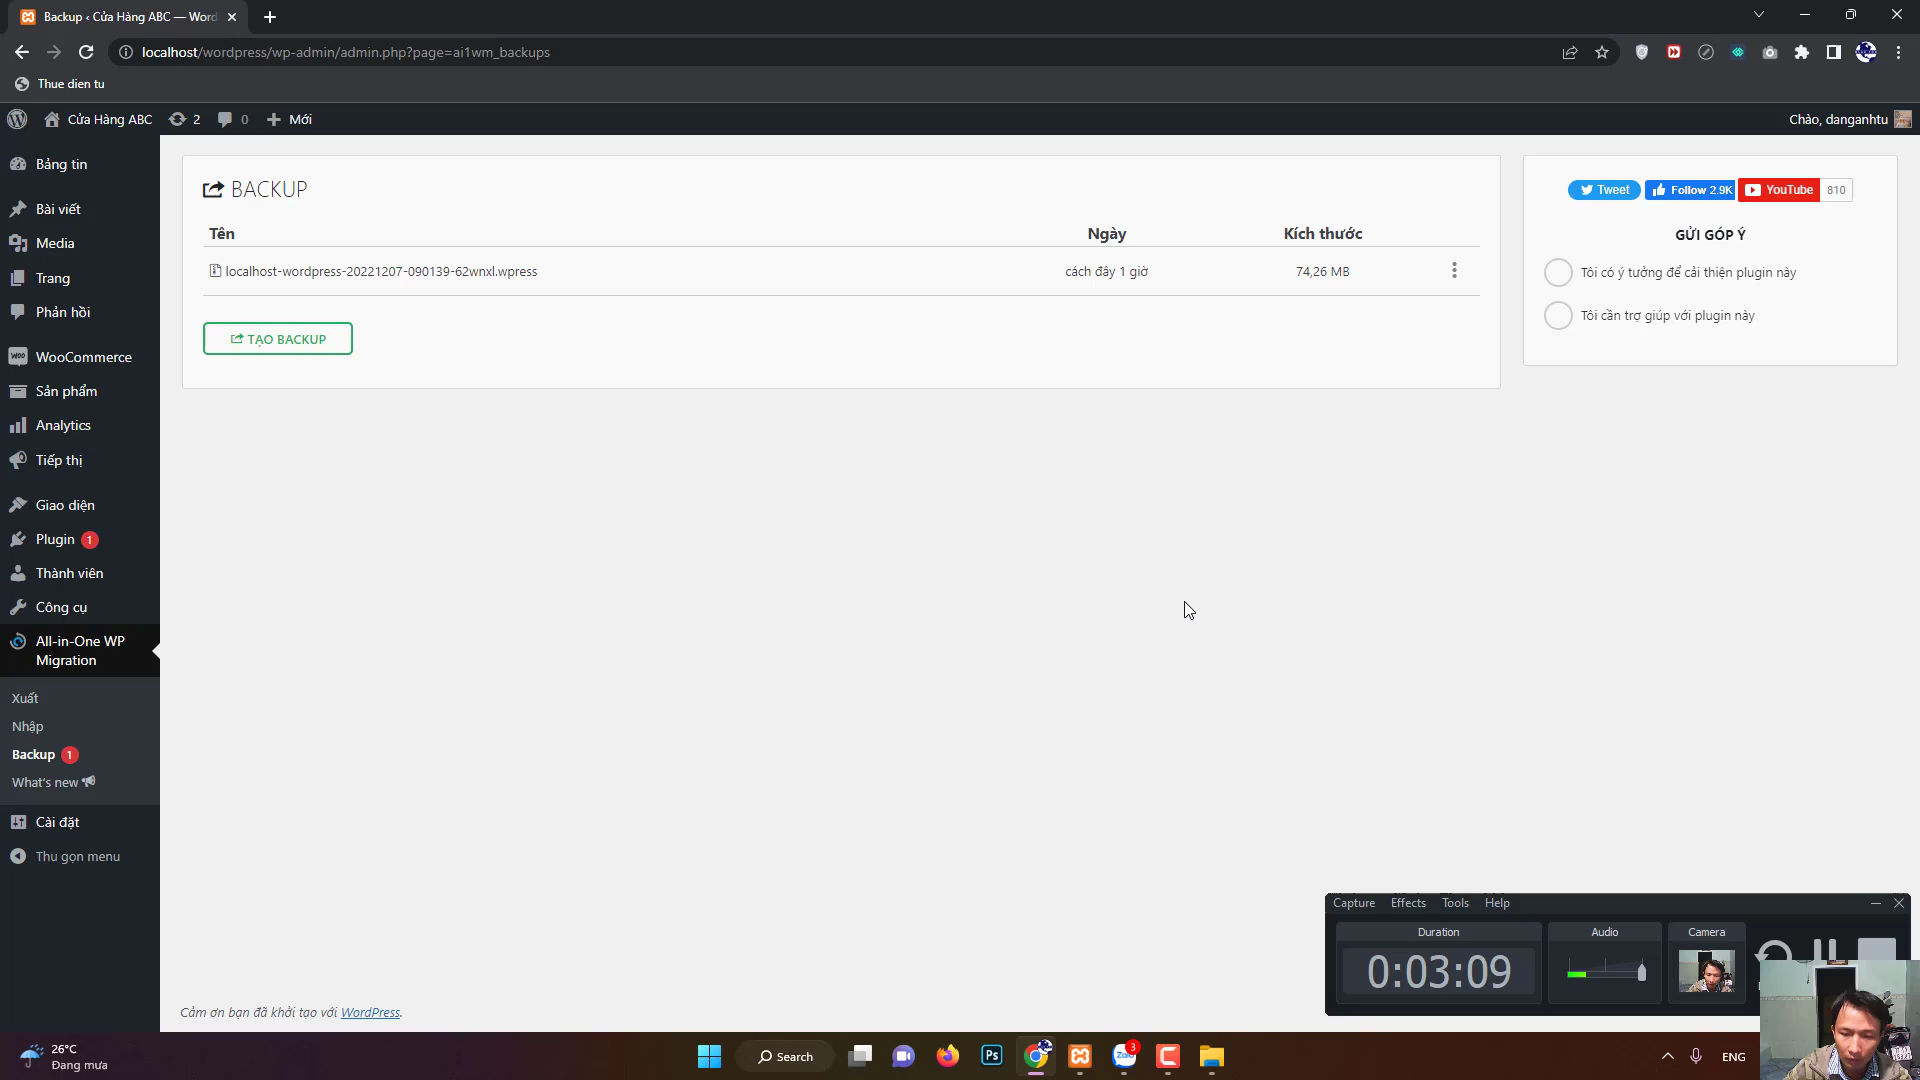 Backup ‹ Cửa Hàng ABC — Word
localhost/wordpress/wp-admin/admin.php?page=ai1wm_backups
Thue dien tu
Cửa Hàng ABC 2 0 Mới
Chào, danganhtu
Bảng tin
Bài viết
Media
Trang
Phản hồi
WooCommerce
Sản phẩm
Analytics
Tiếp thị
Giao diện
Plugin 1
Thành viên
Công cụ
All-in-One WP
Migration
Xuất
Nhập
Backup 1
What's new
Cài đặt
Thu gọn menu
BACKUP
Tên Ngày Kích thước
localhost-wordpress-20221207-090139-62wnxl.wpress cách đây 1 giờ 74,26 MB
TẠO BACKUP
Tweet Follow 2.9K YouTube 810
GỬI GÓP Ý
Tôi có ý tưởng để cải thiện plugin này
Tôi cần trợ giúp với plugin này
Cảm ơn bạn đã khởi tạo với WordPress.
Capture Effects Tools Help
Duration Audio Camera
0:03:09
26°C
Đang mưa
Search
Ps
Zalo
3
ENG